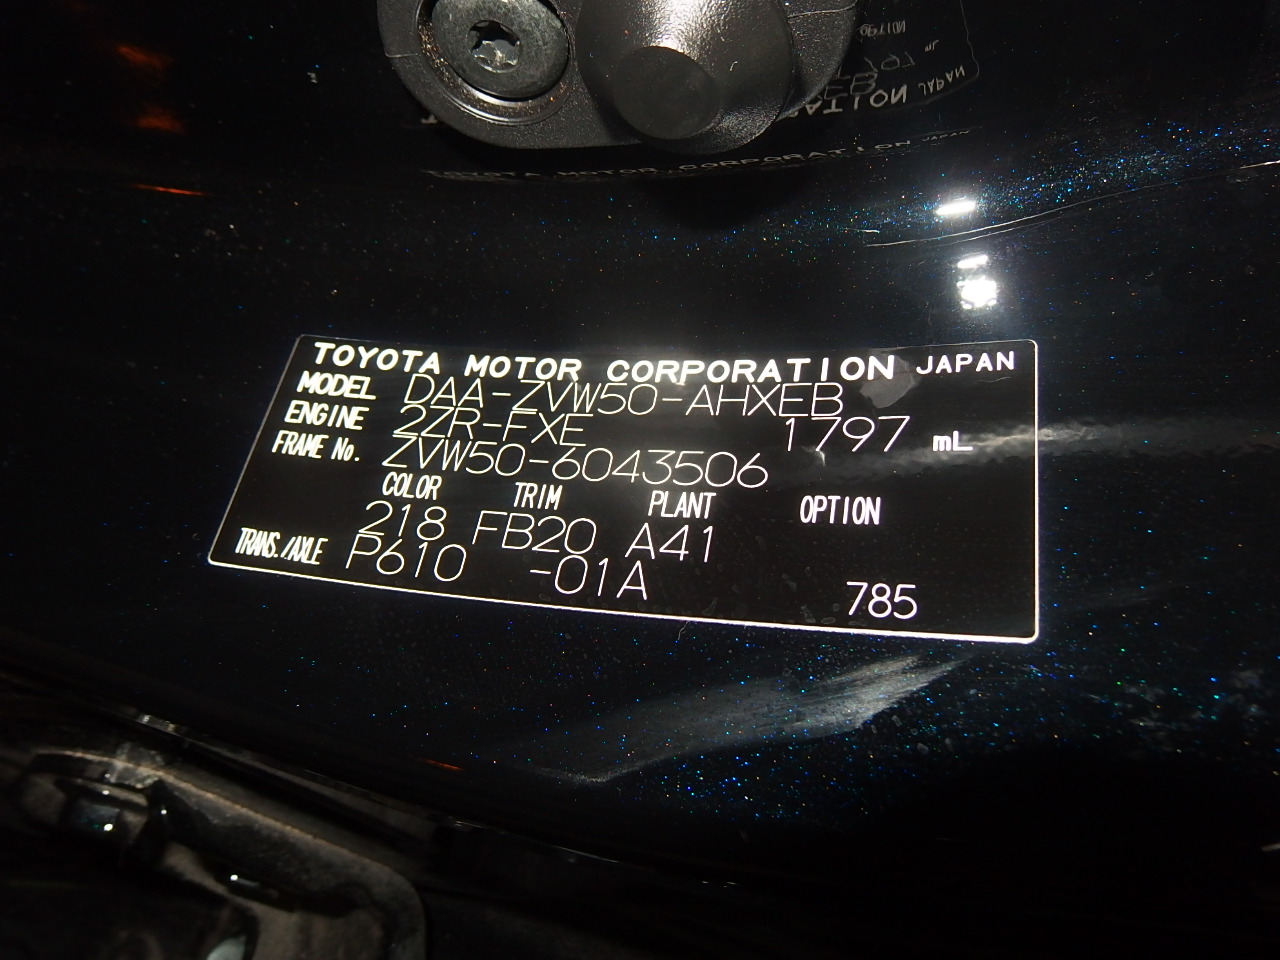 TOYOTA MOTOR CORPORATION JAPAN
MODEL DAA-ZVW50-AHXEB
ENGINE 2ZR-FXE 1797 mL
FRAME No. ZVW50-6043506
COLOR TRIM PLANT OPTION
218 FB20 A41
TRANS./AXLE P610 -01A 785